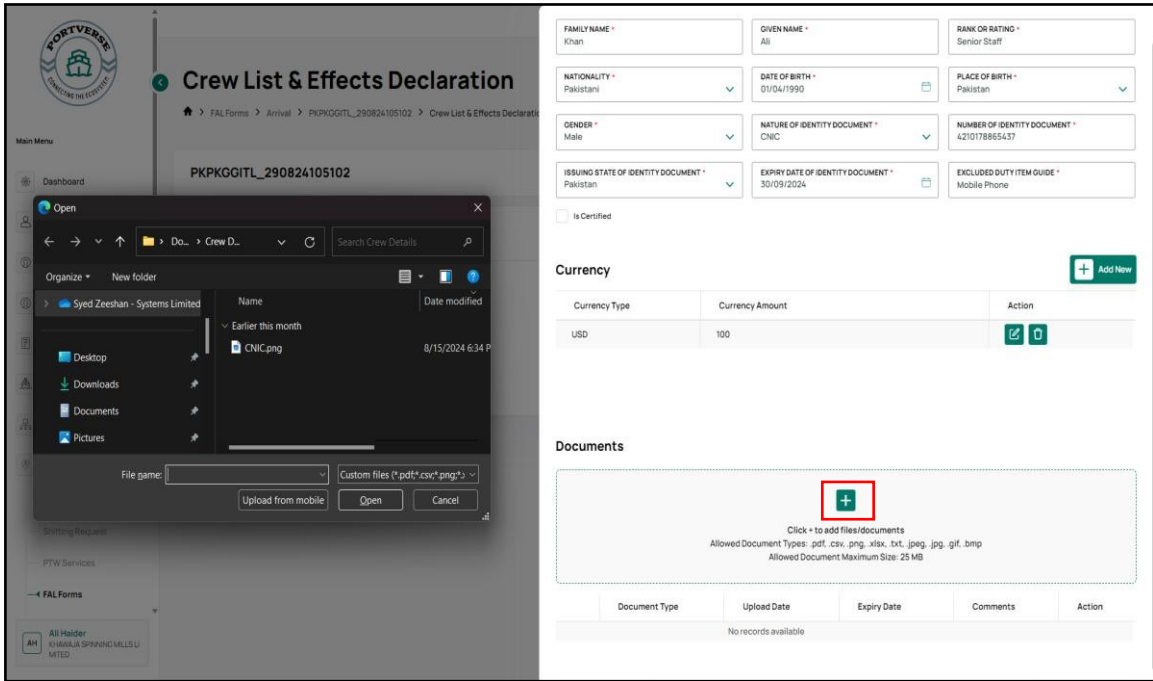 PORTVERSE
CONNECTING THE ECOSYSTEM
Main Menu
Dashboard
Crew List & Effects Declaration
FAL Forms > Arrival > PKPKGGITL_290824105102 > Crew List & Effects Declaratio
PKPKGGITL_290824105102
Open
Do... > Crew D...
Search Crew Details
Organize
New folder
Syed Zeeshan - Systems Limited
Desktop
Downloads
Documents
Pictures
Name
Date modified
Earlier this month
CNIC.png
8/15/2024 6:34 P
File name:
Custom files (*.pdf;*.csv;*.png;*.
Upload from mobile
Open
Cancel
Shifting Request
PTW Services
FAL Forms
AH
Ali Haider
KHAWAJA SPINNING MILLS LI
MITED
FAMILY NAME *
Khan
GIVEN NAME *
Ali
RANK OR RATING *
Senior Staff
NATIONALITY *
Pakistani
DATE OF BIRTH *
01/04/1990
PLACE OF BIRTH *
Pakistan
GENDER *
Male
NATURE OF IDENTITY DOCUMENT *
CNIC
NUMBER OF IDENTITY DOCUMENT *
4210178865437
ISSUING STATE OF IDENTITY DOCUMENT *
Pakistan
EXPIRY DATE OF IDENTITY DOCUMENT *
30/09/2024
EXCLUDED DUTY ITEM GUIDE *
Mobile Phone
Is Certified
Currency
+ Add New
Currency Type
Currency Amount
Action
USD
100
Documents
+
Click + to add files/documents
Allowed Document Types: .pdf, .csv, .png, .xlsx, .txt, .jpeg, .jpg, .gif, .bmp
Allowed Document Maximum Size: 25 MB
Document Type
Upload Date
Expiry Date
Comments
Action
No records available